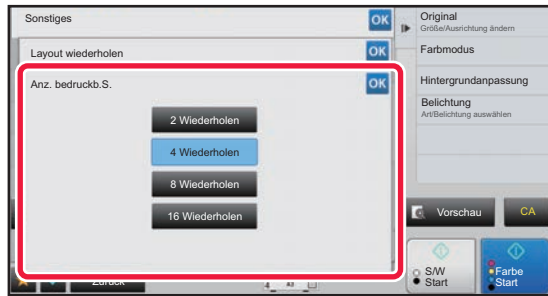 Sonstiges
OK
Layout wiederholen
OK
Anz. bedruckb.S.
OK
2 Wiederholen
4 Wiederholen
8 Wiederholen
16 Wiederholen
Zurück
Original
Größe/Ausrichtung ändern
Farbmodus
Hintergrundanpassung
Belichtung
Art/Belichtung auswählen
Vorschau
CA
S/W
Start
Farbe
Start